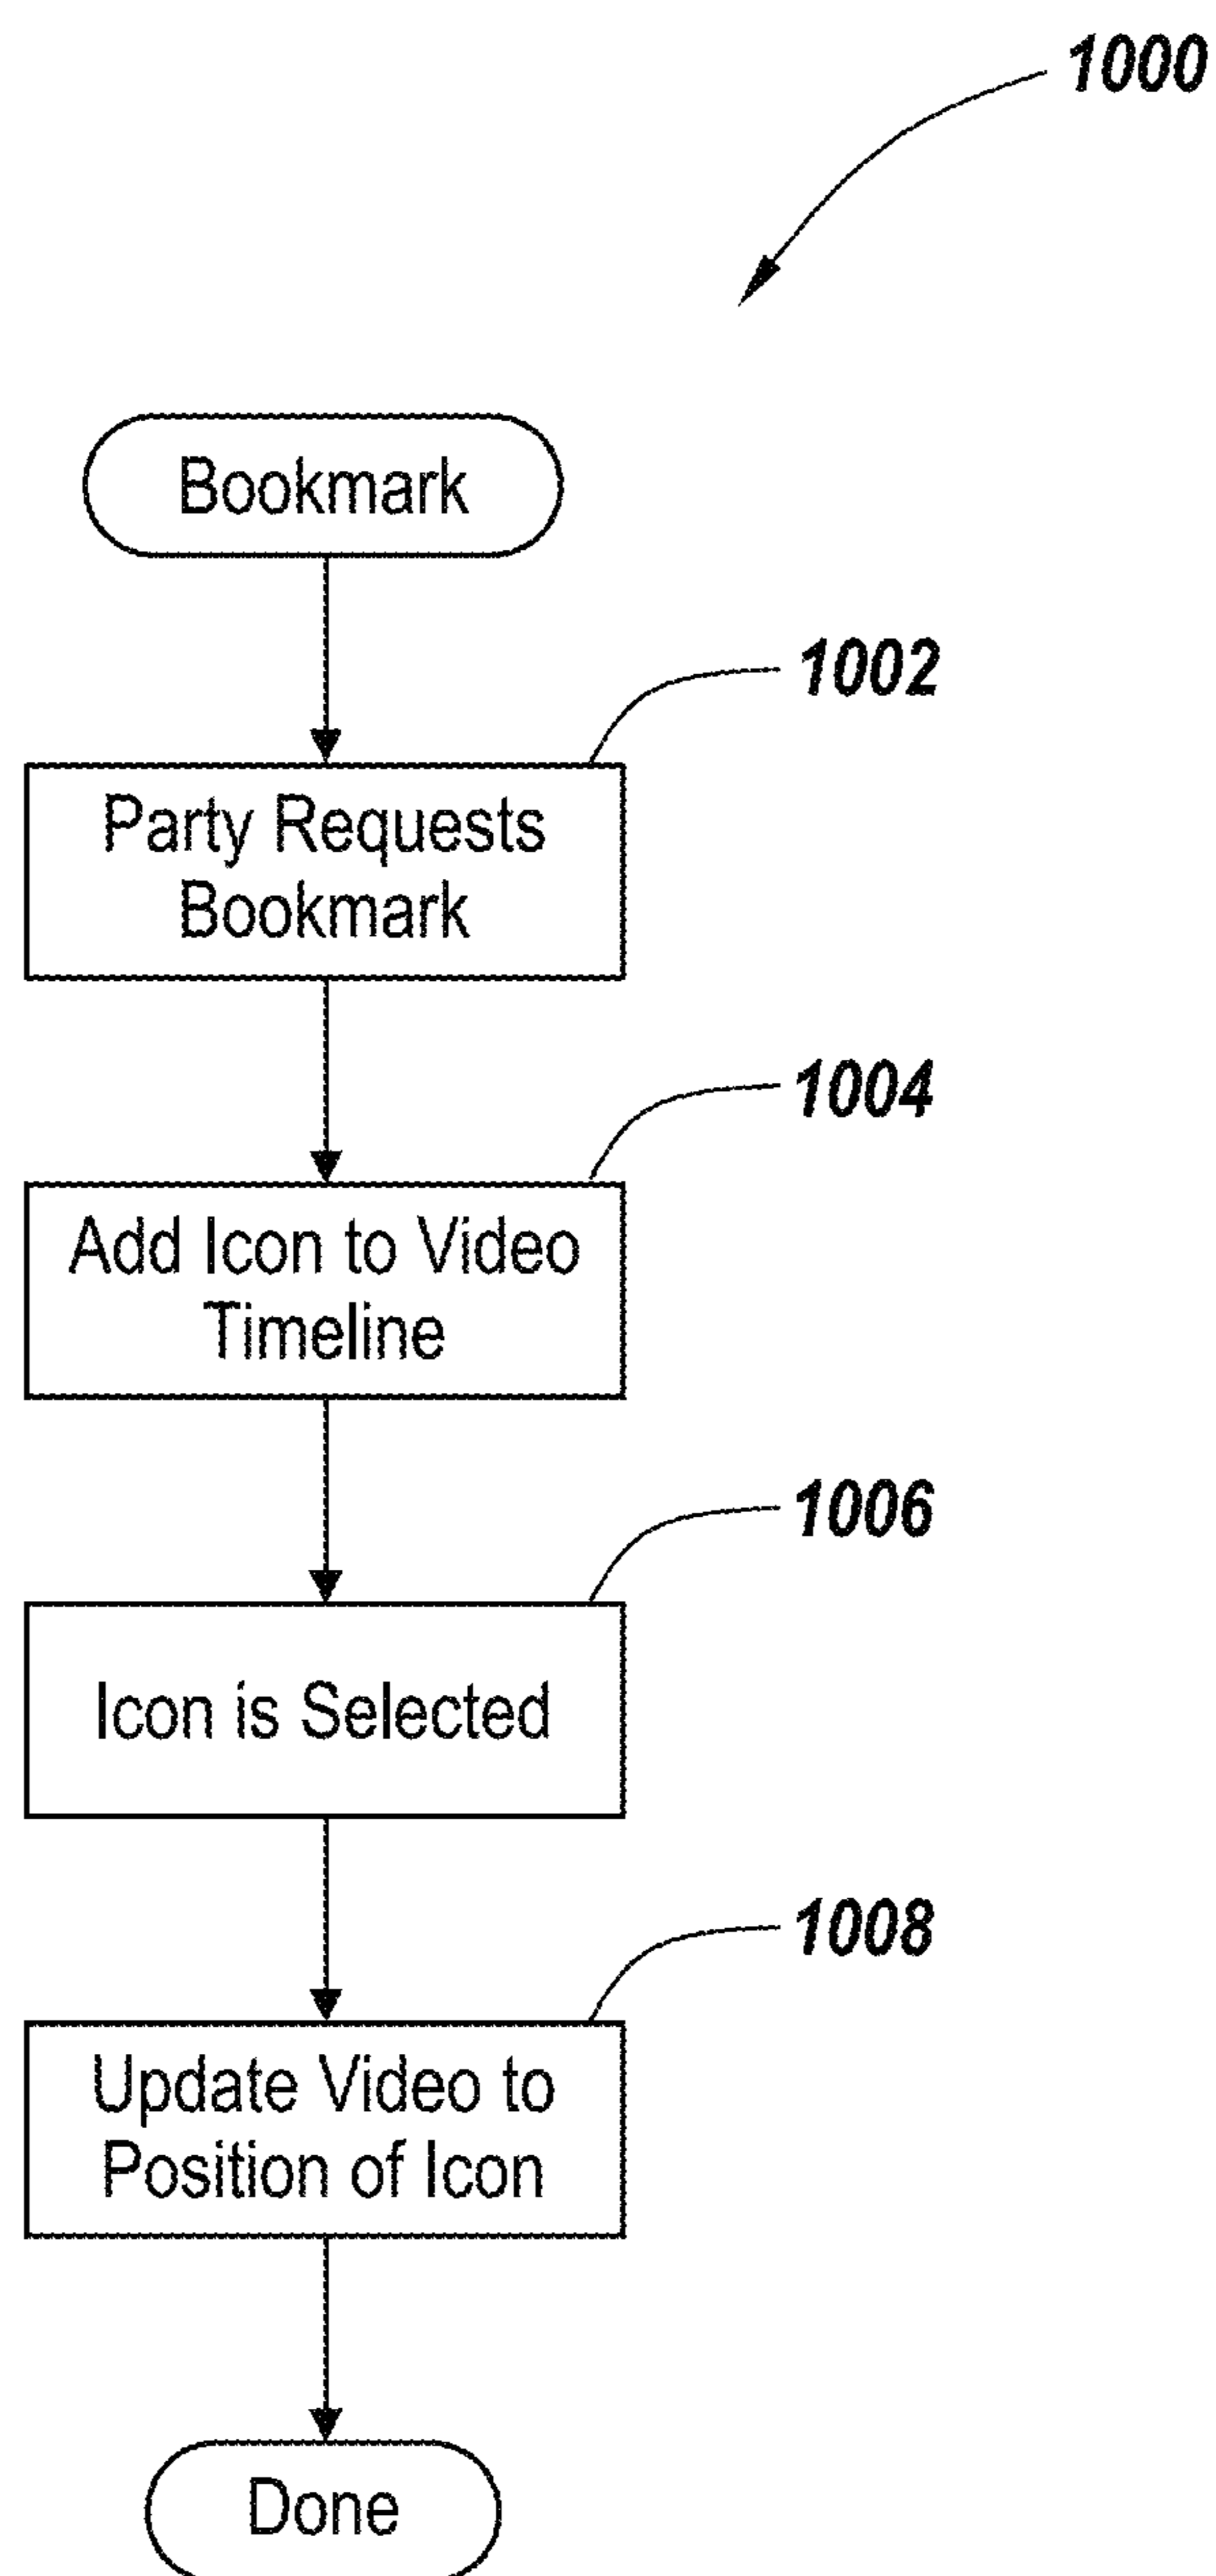 1000
Bookmark
1002
Party Requests
Bookmark
1004
Add Icon to Video
Timeline
1006
Icon is Selected
1008
Update Video to
Position of Icon
Done